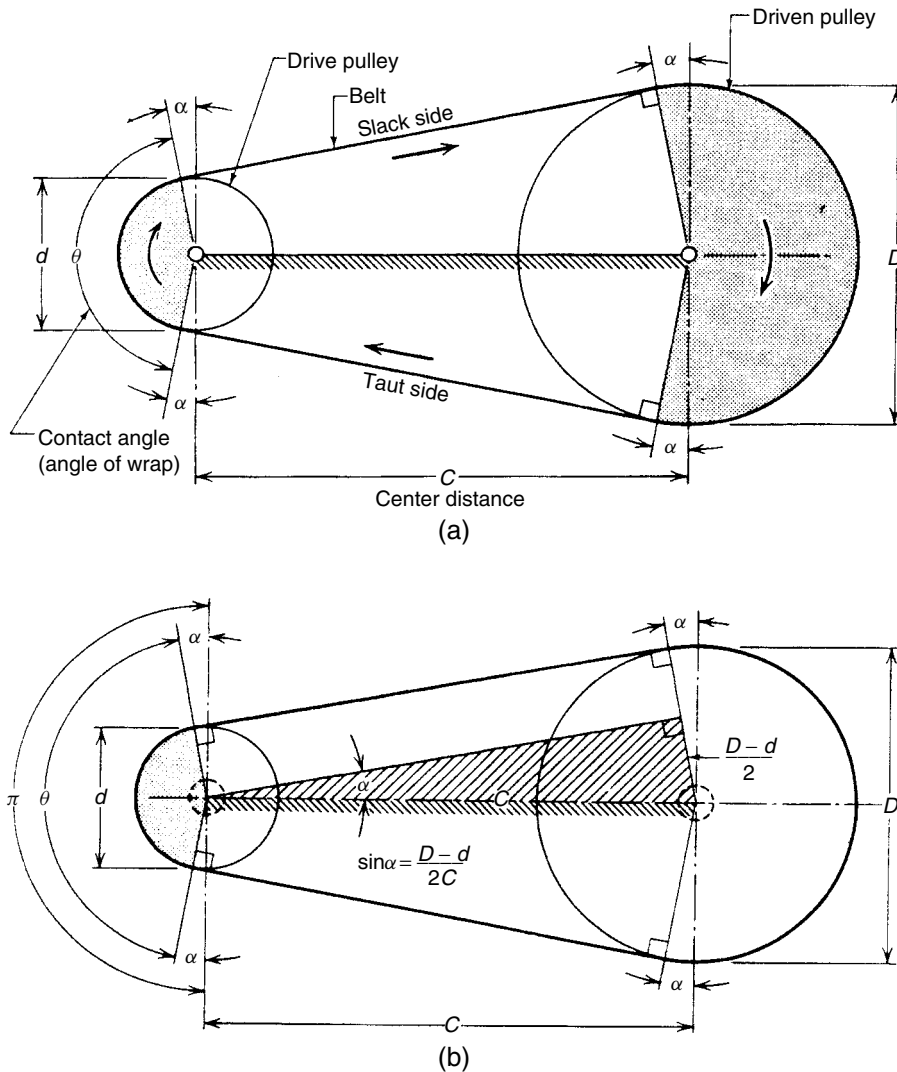 Driven pulley
α
Drive pulley
Belt
Slack side
α
d
θ
D
Taut side
α
α
Contact angle
(angle of wrap)
C
Center distance
(a)
α
α
D – d
2
π
θ
d
α
C
D
sinα = D – d
2C
α
α
C
(b)